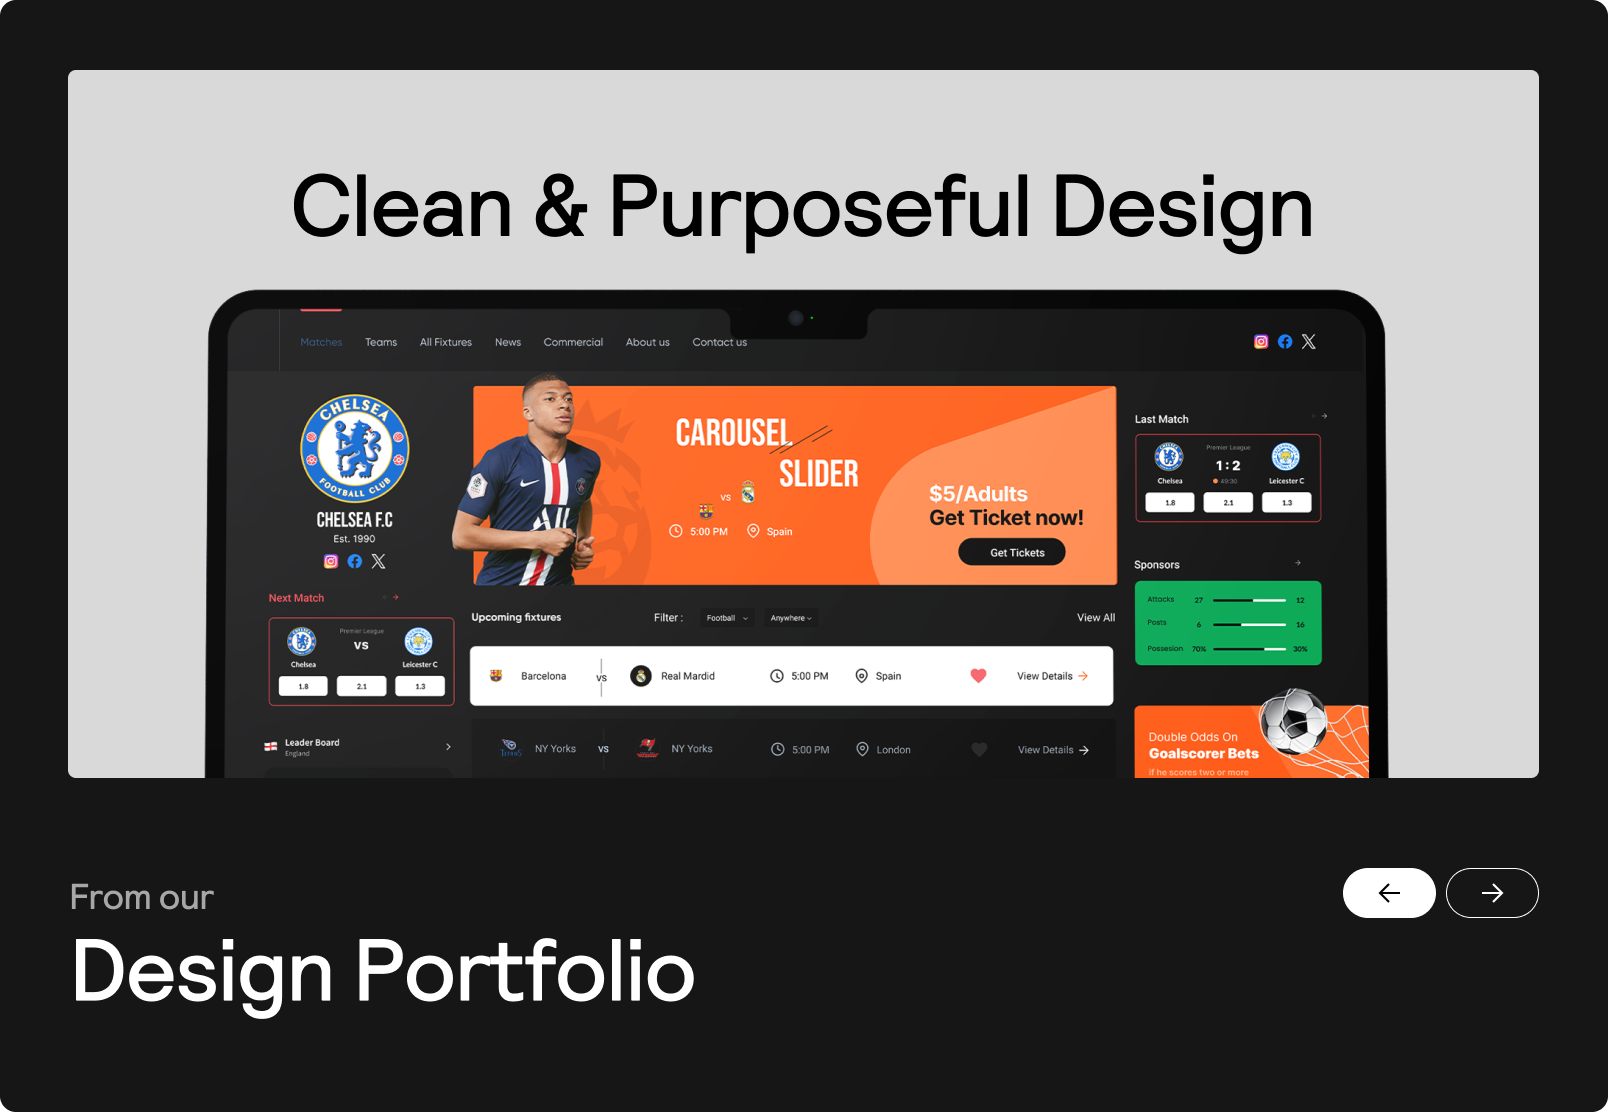 Clean & Purposeful Design
Matches Teams All Fixtures News Commercial About us Contact us
CHELSEA
FOOTBALL CLUB
CHELSEA F.C
Est. 1990
Next Match
Premier League
VS
Chelsea Leicester C
1.8 2.1 1.3
Leader Board
England
CAROUSEL
SLIDER
VS
5:00 PM Spain
$5/Adults
Get Ticket now!
Get Tickets
Upcoming fixtures Filter : Football Anywhere View All
Barcelona VS Real Mardid 5:00 PM Spain View Details
NY Yorks VS NY Yorks 5:00 PM London View Details
Last Match
Premier League
1 : 2
Chelsea 49:30 Leicester C
1.8 2.1 1.3
Sponsors
Attacks 27 12
Posts 6 16
Possesion 70% 30%
Double Odds On
Goalscorer Bets
if he scores two or more
From our
Design Portfolio